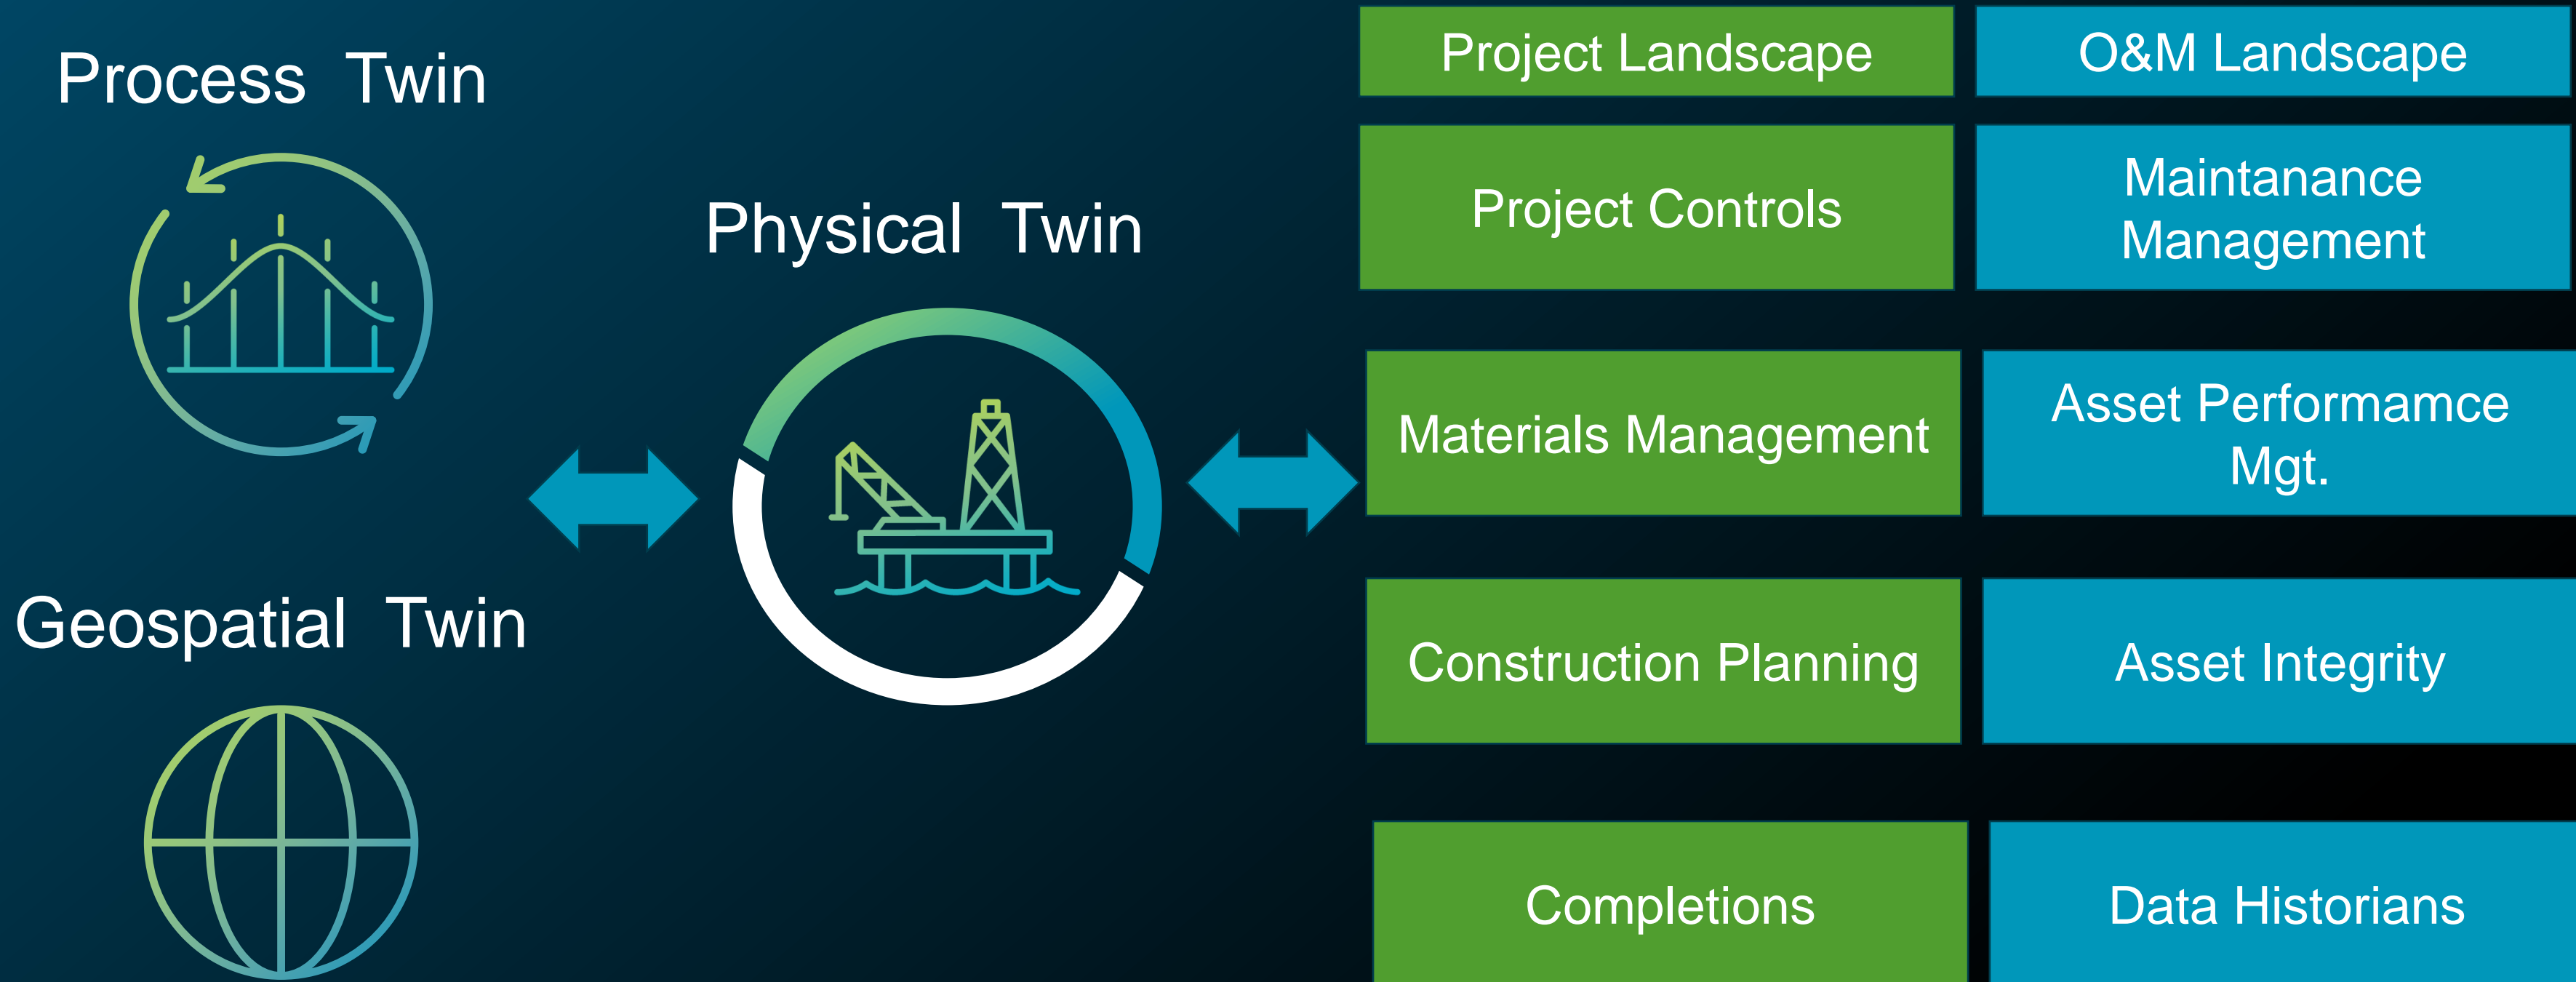 Process Twin
Physical Twin
Geospatial Twin
Project Landscape
O&M Landscape
Project Controls
Maintanance
Management
Materials Management
Asset Performamce
Mgt.
Construction Planning
Asset Integrity
Completions
Data Historians